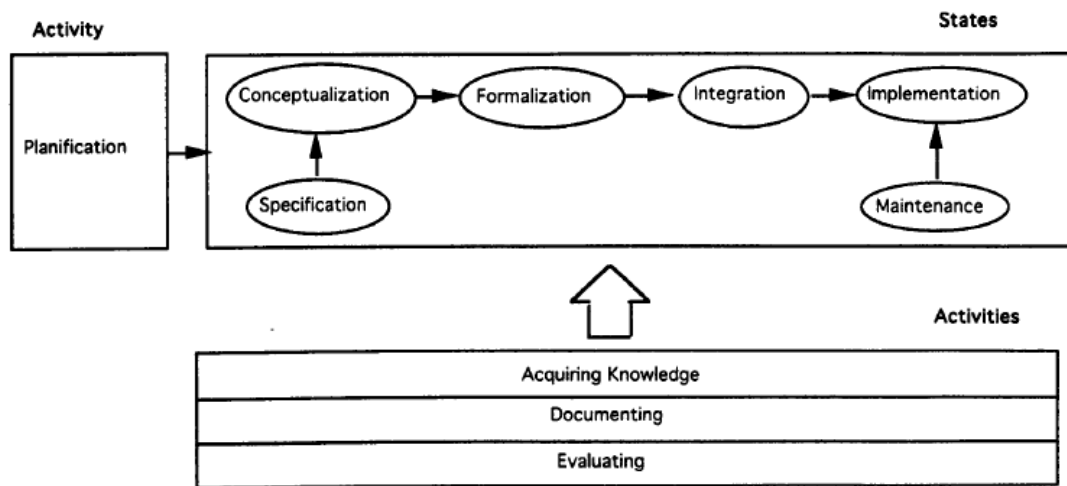 Activity
States
Conceptualization
Formalization
Integration
Implementation
Planification
Specification
Maintenance
Activities
Acquiring Knowledge
Documenting
Evaluating